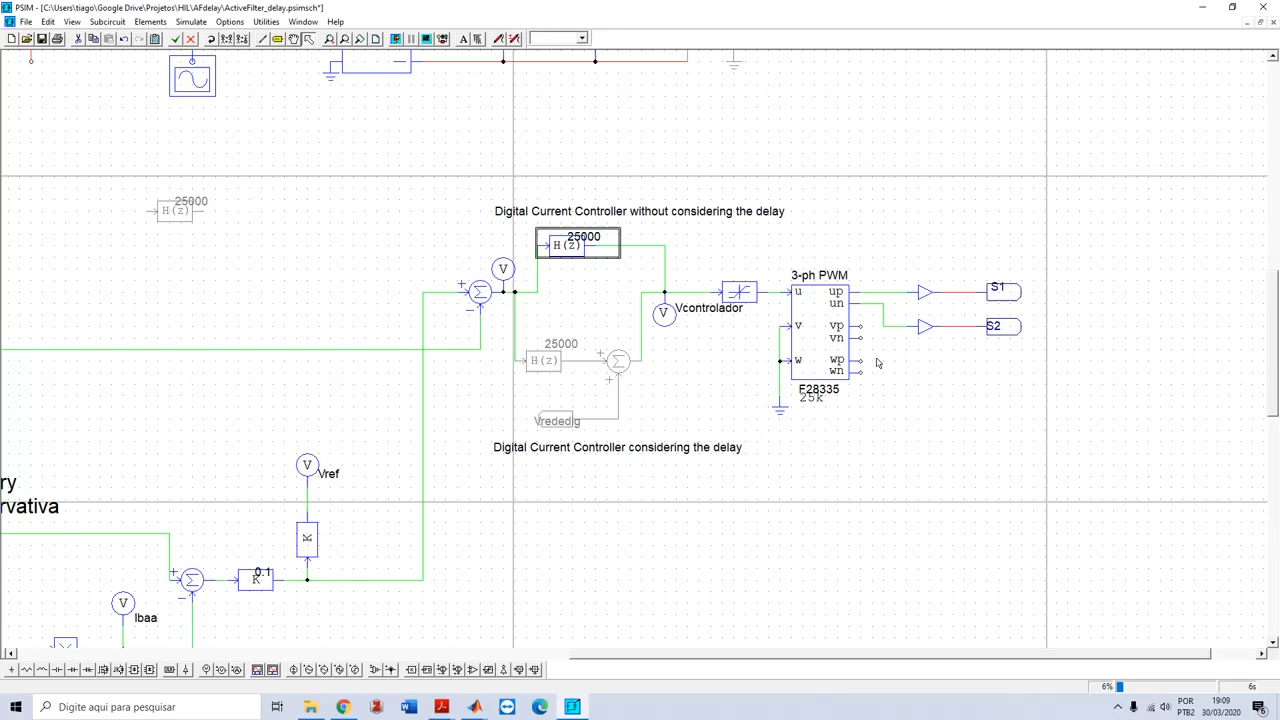 PSIM - [C:\Users\tiago\Google Drive\Projetos\HIL\AFdelay\ActiveFilter_delay.psimsch*]
File Edit View Subcircuit Elements Simulate Options Utilities Window Help
A
25000
H(z)
Digital Current Controller without considering the delay
25000
H(z)
V
+
Σ
−
V
Vcontrolador
3-ph PWM
u up
un
v vp
vn
w wp
wn
F28335
25k
S1
S2
25000
H(z)
+
Σ
+
Vrededig
Digital Current Controller considering the delay
V
Vref
K
ry
rvativa
+
Σ
−
0.1
K
V
Ibaa
6%
6s
Digite aqui para pesquisar
POR
PTB2
19:09
30/03/2020
6